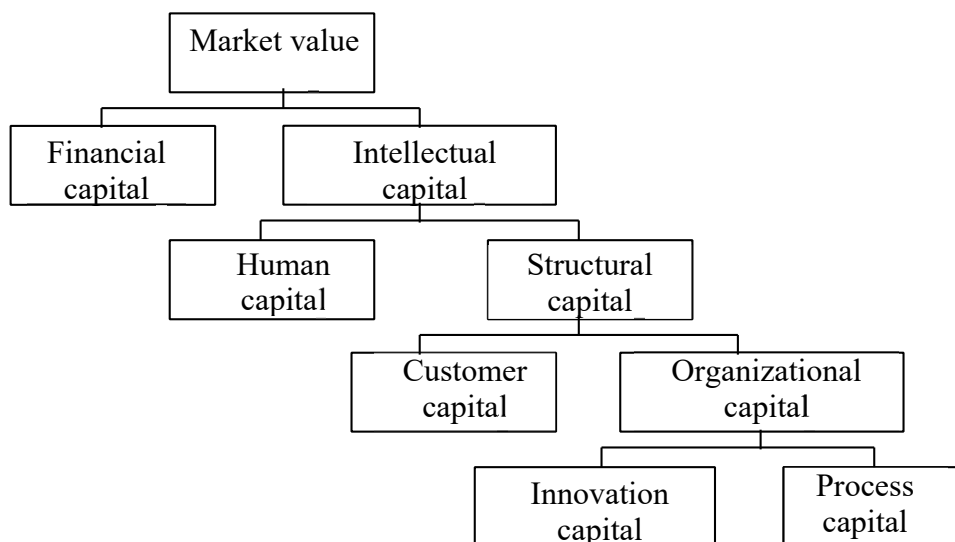 Market value
Financial
capital
Intellectual
capital
Human
capital
Structural
capital
Customer
capital
Organizational
capital
Innovation
capital
Process
capital